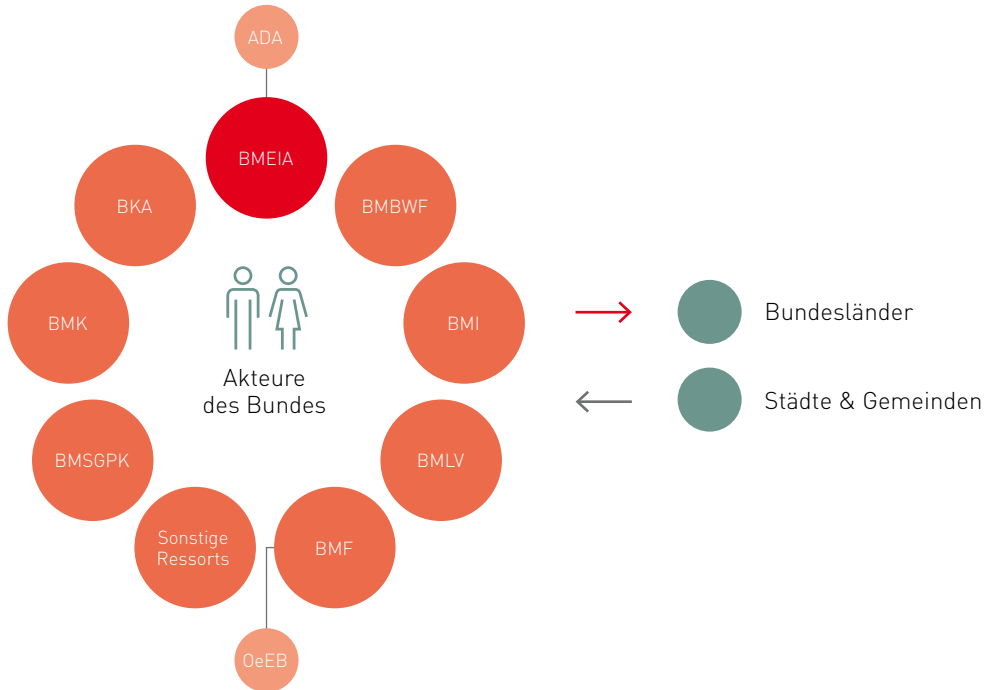 ADA
BMEIA
BKA
BMBWF
BMK
BMI
Akteure
des Bundes
BMSGPK
BMLV
Sonstige
Ressorts
BMF
OeEB
Bundesländer
Städte & Gemeinden